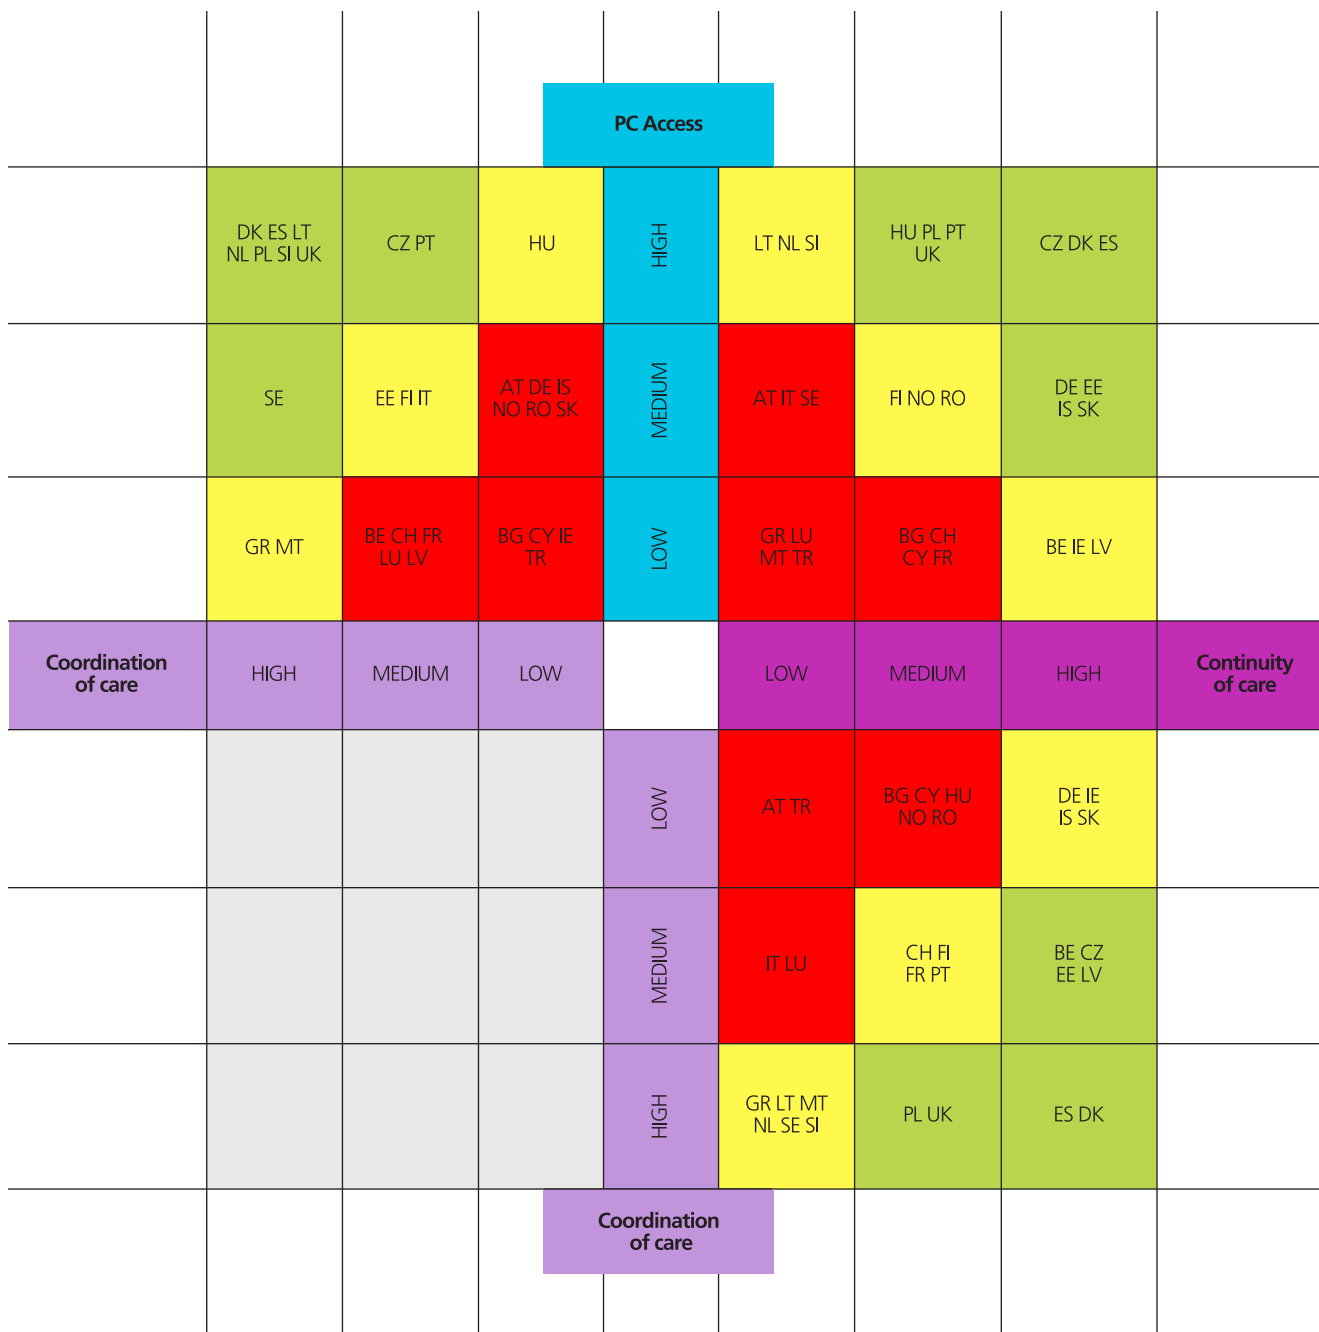 PC Access
DK ES LT
NL PL SI UK
CZ PT
HU
HIGH
LT NL SI
HU PL PT
UK
CZ DK ES
SE
EE FI IT
AT DE IS
NO RO SK
MEDIUM
AT IT SE
FI NO RO
DE EE
IS SK
GR MT
BE CH FR
LU LV
BG CY IE
TR
LOW
GR LU
MT TR
BG CH
CY FR
BE IE LV
Coordination
of care
HIGH
MEDIUM
LOW
LOW
MEDIUM
HIGH
Continuity
of care
LOW
AT TR
BG CY HU
NO RO
DE IE
IS SK
MEDIUM
IT LU
CH FI
FR PT
BE CZ
EE LV
HIGH
GR LT MT
NL SE SI
PL UK
ES DK
Coordination
of care